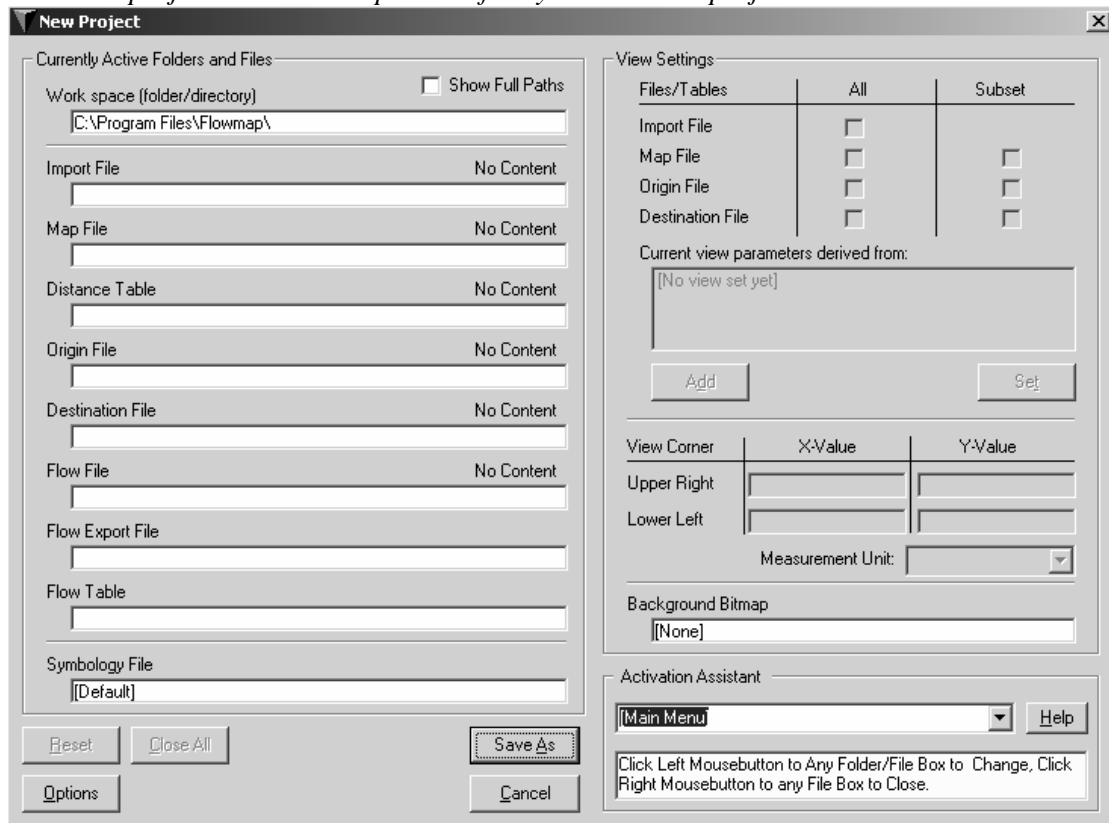 New Project
Currently Active Folders and Files
Show Full Paths
Work space (folder/directory)
C:\Program Files\Flowmap\
Import File No Content
Map File No Content
Distance Table No Content
Origin File No Content
Destination File No Content
Flow File No Content
Flow Export File
Flow Table
Symbology File
[Default]
Reset Close All Save As
Options Cancel
View Settings
Files/Tables All Subset
Import File
Map File
Origin File
Destination File
Current view parameters derived from:
[No view set yet]
Add Set
View Corner X-Value Y-Value
Upper Right
Lower Left
Measurement Unit:
Background Bitmap
[None]
Activation Assistant
[Main Menu] Help
Click Left Mousebutton to Any Folder/File Box to Change, Click
Right Mousebutton to any File Box to Close.